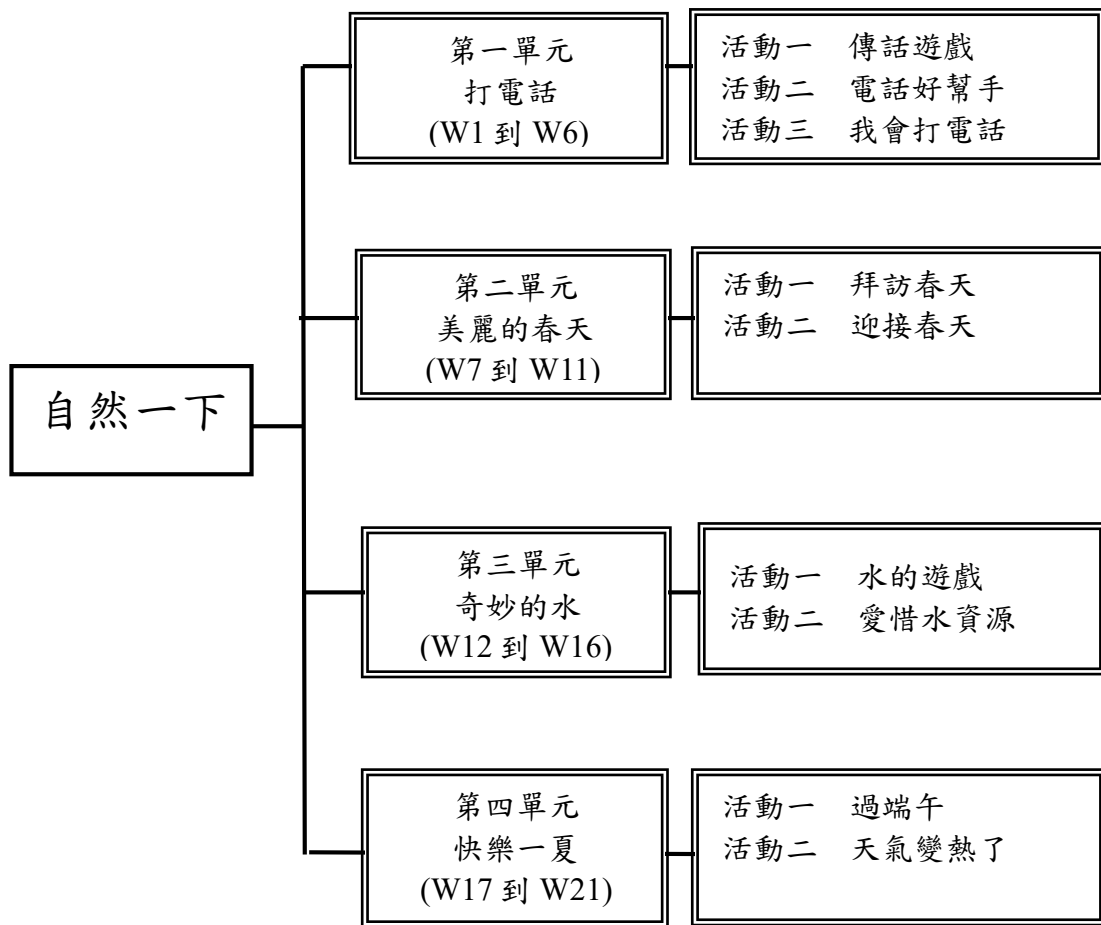 自然一下
第一單元
打電話
(W1 到 W6)
活動一　傳話遊戲
活動二　電話好幫手
活動三　我會打電話
第二單元
美麗的春天
(W7 到 W11)
活動一　拜訪春天
活動二　迎接春天
第三單元
奇妙的水
(W12 到 W16)
活動一　水的遊戲
活動二　愛惜水資源
第四單元
快樂一夏
(W17 到 W21)
活動一　過端午
活動二　天氣變熱了